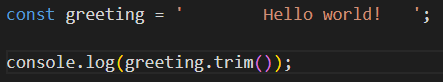 const greeting = '        Hello world!   ';
console.log(greeting.trim());